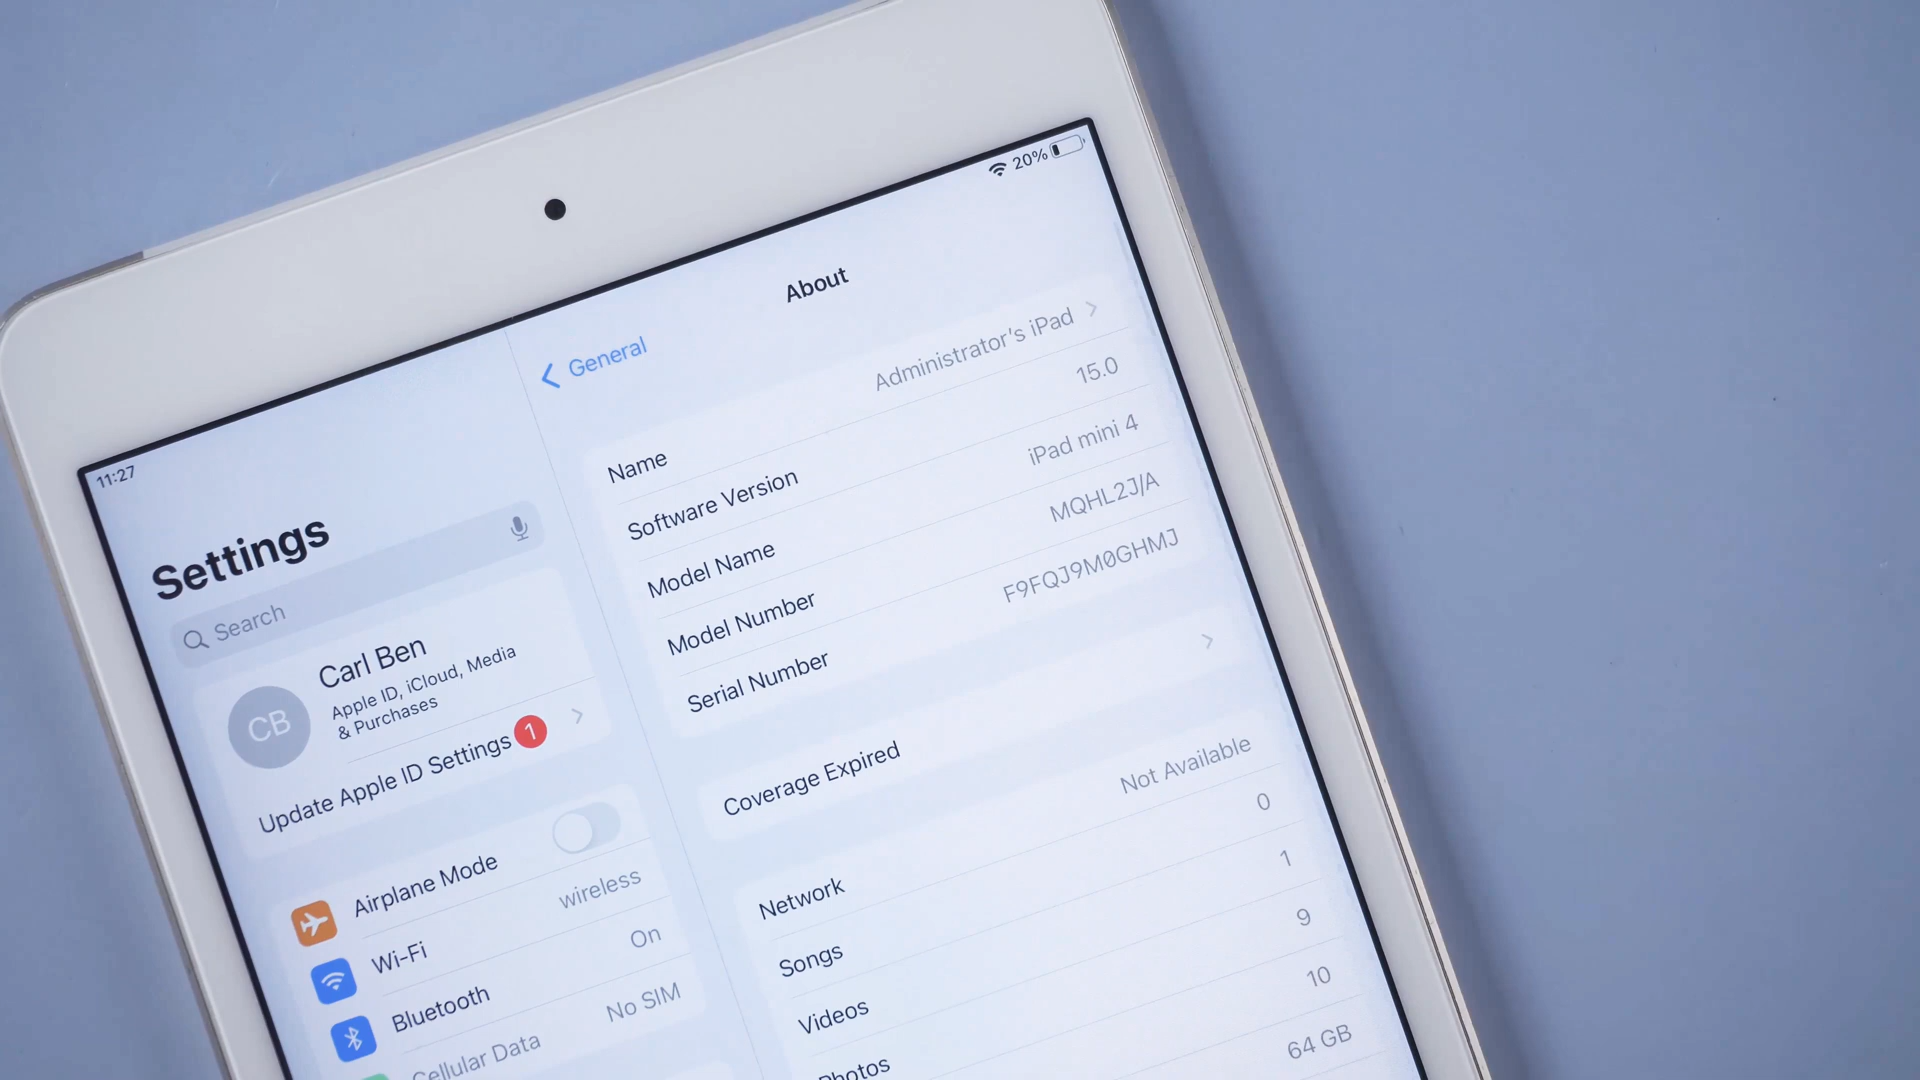 11:27
20%
Settings
Search
CB
Carl Ben
Apple ID, iCloud, Media
& Purchases
Update Apple ID Settings 1
Airplane Mode
Wi-Fi wireless
Bluetooth On
Cellular Data No SIM
General
About
Name Administrator's iPad
Software Version 15.0
Model Name iPad mini 4
Model Number MQHL2J/A
Serial Number F9FQJ9M0GHMJ
Coverage Expired
Network Not Available
Songs 0
Videos 1
Photos 9
10
64 GB